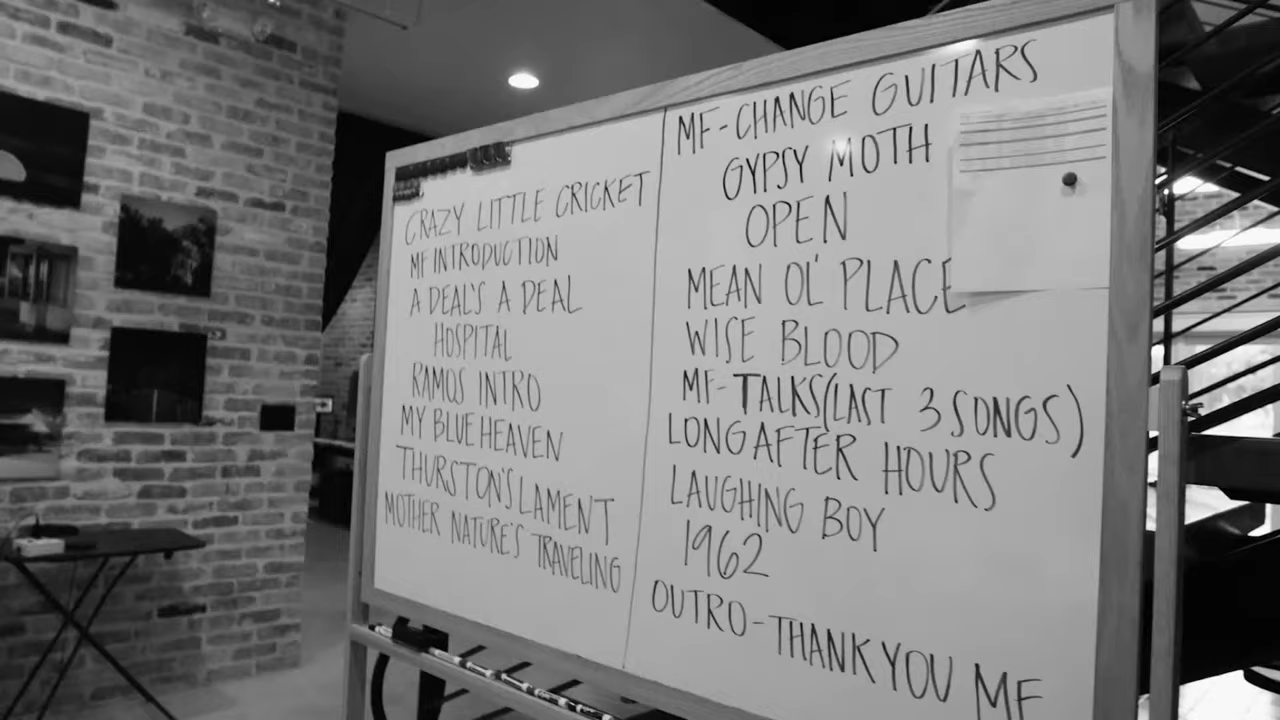 CRAZY LITTLE CRICKET
MF INTRODUCTION
A DEAL'S A DEAL
HOSPITAL
RAMOS INTRO
MY BLUE HEAVEN
THURSTON'S LAMENT
MOTHER NATURE'S TRAVELING
MF-CHANGE GUITARS
GYPSY MOTH
OPEN
MEAN OL' PLACE
WISE BLOOD
MF-TALKS(LAST 3 SONGS)
LONG AFTER HOURS
LAUGHING BOY
1962
OUTRO-THANK YOU MF